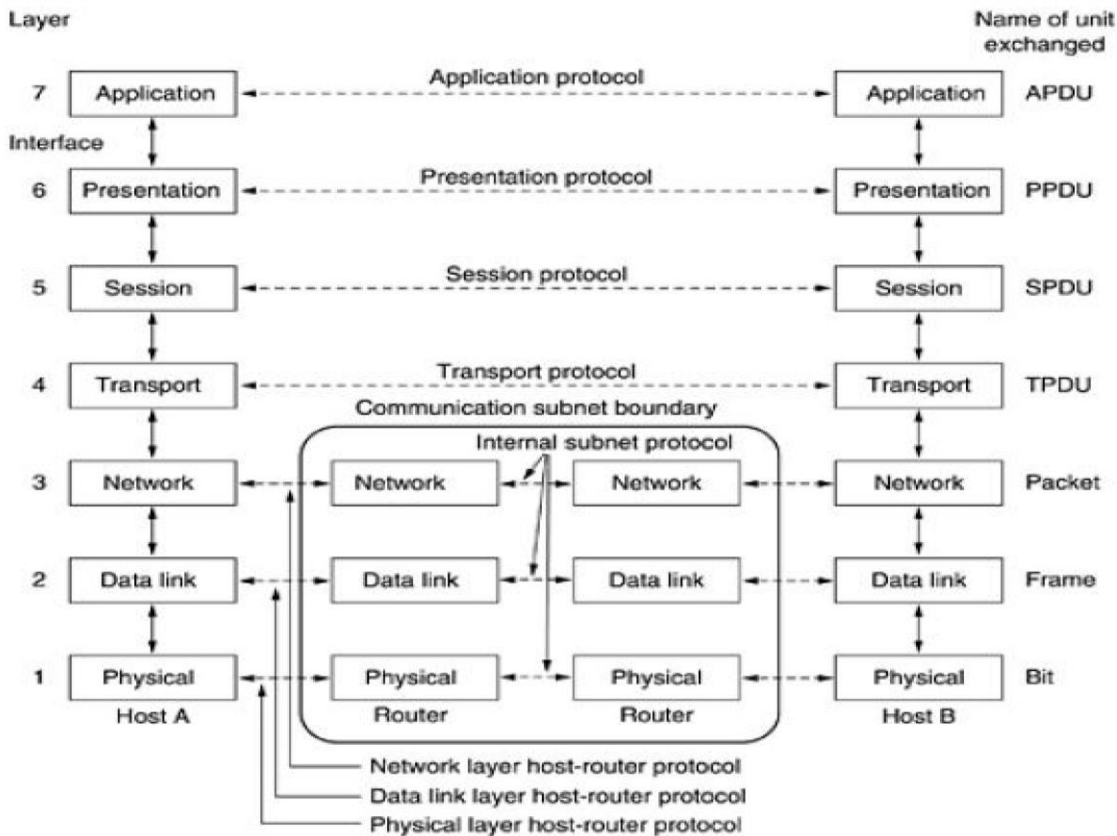 Layer
Name of unit exchanged
7 Application Application protocol Application APDU
Interface
6 Presentation Presentation protocol Presentation PPDU
5 Session Session protocol Session SPDU
4 Transport Transport protocol Transport TPDU
Communication subnet boundary
Internal subnet protocol
3 Network Network Network Network Packet
2 Data link Data link Data link Data link Frame
1 Physical Physical Physical Physical Bit
Host A Router Router Host B
Network layer host-router protocol
Data link layer host-router protocol
Physical layer host-router protocol